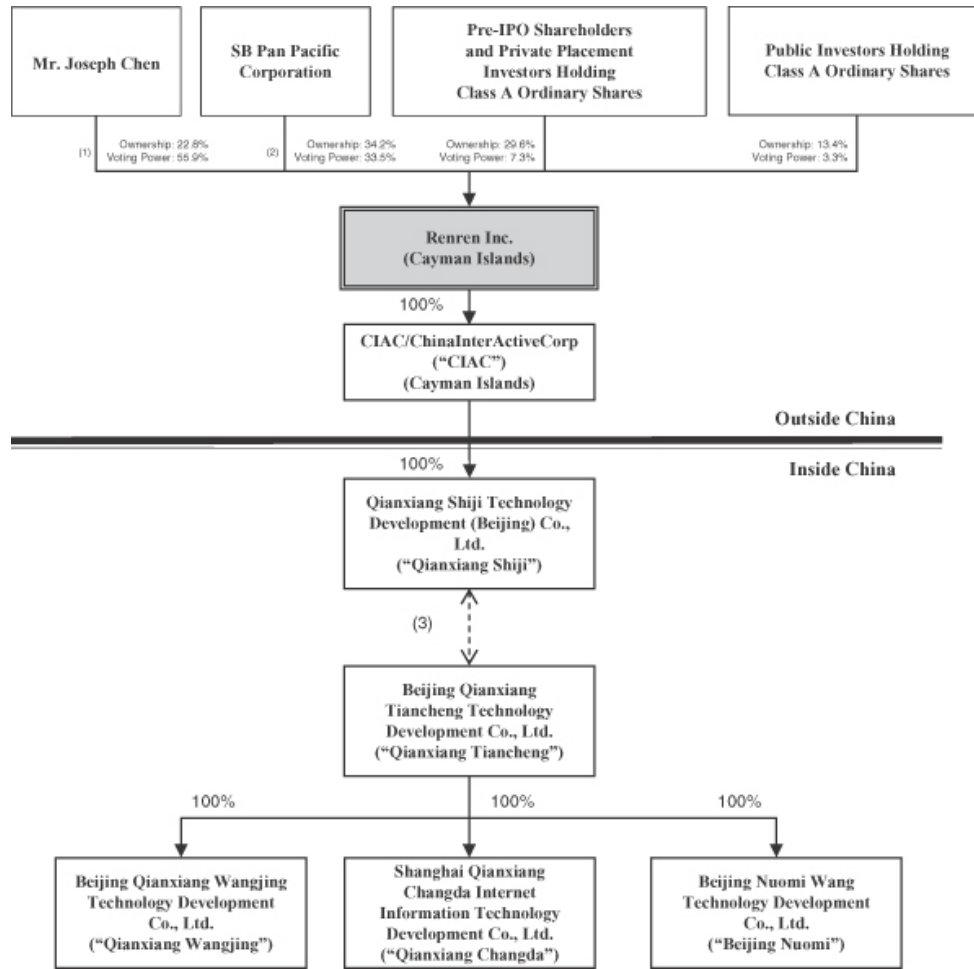 Mr. Joseph Chen
SB Pan Pacific
Corporation
Pre-IPO Shareholders
and Private Placement
Investors Holding
Class A Ordinary Shares
Public Investors Holding
Class A Ordinary Shares
(1)
Ownership: 22.8%
Voting Power: 55.9%
(2)
Ownership: 34.2%
Voting Power: 33.5%
Ownership: 29.6%
Voting Power: 7.3%
Ownership: 13.4%
Voting Power: 3.3%
Renren Inc.
(Cayman Islands)
100%
CIAC/ChinaInterActiveCorp
(“CIAC”)
(Cayman Islands)
Outside China
Inside China
100%
Qianxiang Shiji Technology
Development (Beijing) Co.,
Ltd.
(“Qianxiang Shiji”)
(3)
Beijing Qianxiang
Tiancheng Technology
Development Co., Ltd.
(“Qianxiang Tiancheng”)
100%
100%
100%
Beijing Qianxiang Wangjing
Technology Development
Co., Ltd.
(“Qianxiang Wangjing”)
Shanghai Qianxiang
Changda Internet
Information Technology
Development Co., Ltd.
(“Qianxiang Changda”)
Beijing Nuomi Wang
Technology Development
Co., Ltd.
(“Beijing Nuomi”)